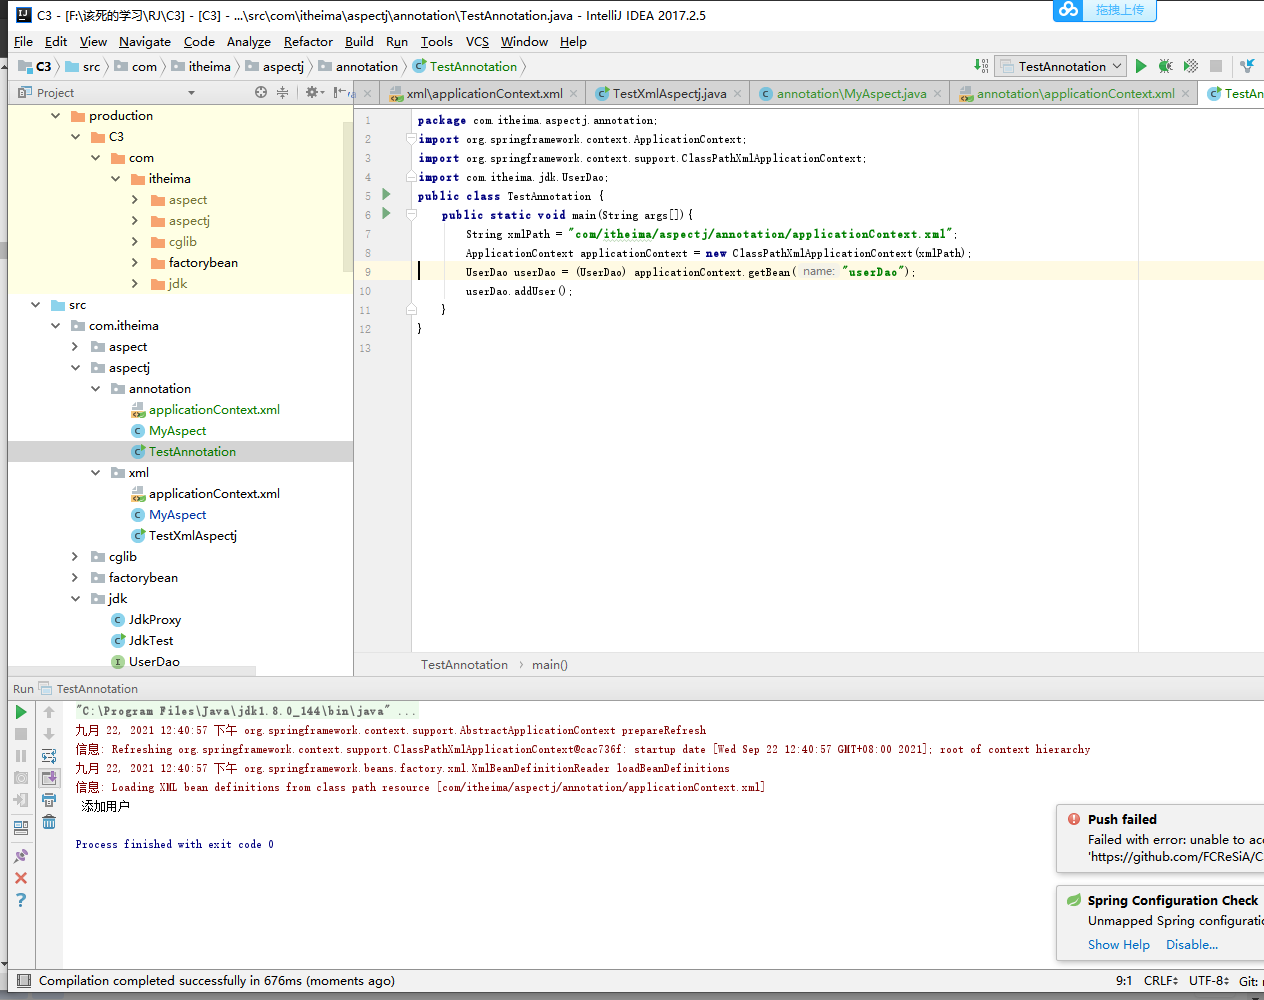 C3 - [F:\该死的学习\RJ\C3] - [C3] - ...\src\com\itheima\aspectj\annotation\TestAnnotation.java - IntelliJ IDEA 2017.2.5
拖拽上传
File Edit View Navigate Code Analyze Refactor Build Run Tools VCS Window Help
C3 src com itheima aspectj annotation TestAnnotation
TestAnnotation
Project
xml\applicationContext.xml
TestXmlAspectj.java
annotation\MyAspect.java
annotation\applicationContext.xml
TestAn
production
C3
com
itheima
aspect
aspectj
cglib
factorybean
jdk
src
com.itheima
aspect
aspectj
annotation
applicationContext.xml
MyAspect
TestAnnotation
xml
applicationContext.xml
MyAspect
TestXmlAspectj
cglib
factorybean
jdk
JdkProxy
JdkTest
UserDao
1 package com.itheima.aspectj.annotation;
2 import org.springframework.context.ApplicationContext;
3 import org.springframework.context.support.ClassPathXmlApplicationContext;
4 import com.itheima.jdk.UserDao;
5 public class TestAnnotation {
6 public static void main(String args[]){
7 String xmlPath = "com/itheima/aspectj/annotation/applicationContext.xml";
8 ApplicationContext applicationContext = new ClassPathXmlApplicationContext(xmlPath);
9 UserDao userDao = (UserDao) applicationContext.getBean( name: "userDao");
10 userDao.addUser();
11 }
12 }
13
TestAnnotation main()
Run TestAnnotation
"C:\Program Files\Java\jdk1.8.0_144\bin\java" ...
九月 22, 2021 12:40:57 下午 org.springframework.context.support.AbstractApplicationContext prepareRefresh
信息: Refreshing org.springframework.context.support.ClassPathXmlApplicationContext@cac736f: startup date [Wed Sep 22 12:40:57 GMT+08:00 2021]; root of context hierarchy
九月 22, 2021 12:40:57 下午 org.springframework.beans.factory.xml.XmlBeanDefinitionReader loadBeanDefinitions
信息: Loading XML bean definitions from class path resource [com/itheima/aspectj/annotation/applicationContext.xml]
添加用户
Process finished with exit code 0
Push failed
Failed with error: unable to acc
'https://github.com/FCReSiA/C
Spring Configuration Check
Unmapped Spring configuratio
Show Help Disable...
Compilation completed successfully in 676ms (moments ago)
9:1 CRLF UTF-8 Git: